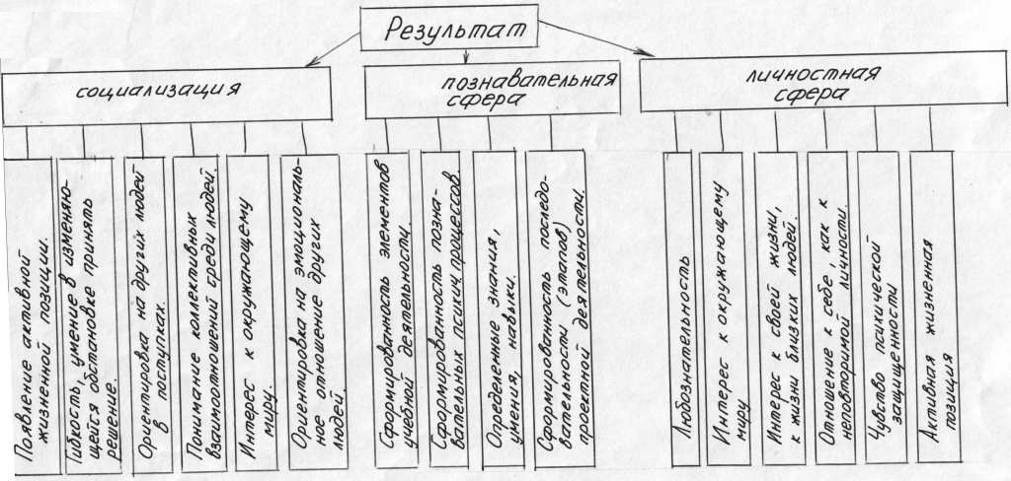 Результат
социализация
познавательная
сфера
личностная
сфера
Появление активной
жизненной позиции.
Гибкость, умение в изменяю-
щейся обстановке принять
решение.
Ориентировка на других людей
в поступках.
Понимание коллективных
взаимоотношений среди людей.
Интерес к окружающему
миру.
Ориентировка на эмоциональ-
ное отношение других
людей.
Сформированность элементов
учебной деятельности.
Сформированность позна-
вательных психич. процессов.
Определенные знания,
умения, навыки.
Сформированность последо-
вательности (этапов)
проектной деятельности.
Любознательность
Интерес к окружающему
миру
Интерес к своей жизни,
к жизни близких людей.
Отношение к себе, как к
неповторимой личности.
Чувство психической
защищенности
Активная жизненная
позиция